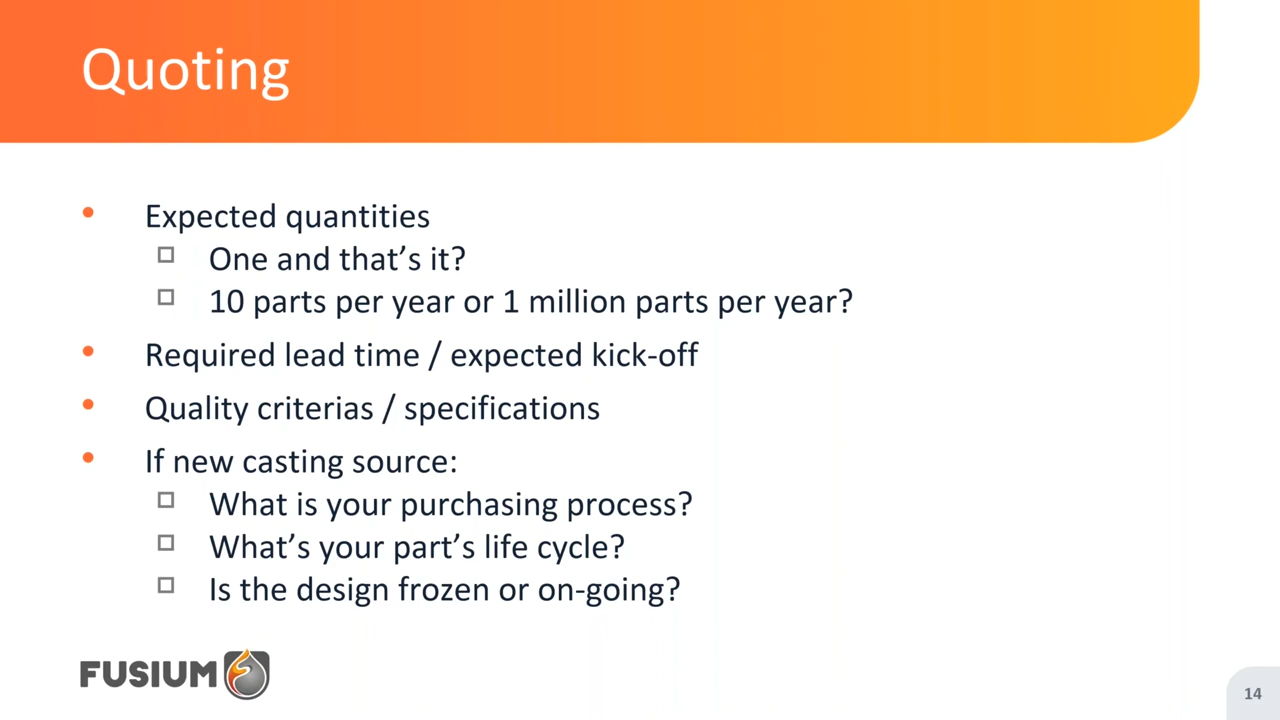 Quoting
• Expected quantities
□ One and that’s it?
□ 10 parts per year or 1 million parts per year?
• Required lead time / expected kick-off
• Quality criterias / specifications
• If new casting source:
□ What is your purchasing process?
□ What’s your part’s life cycle?
□ Is the design frozen or on-going?
FUSIUM
14